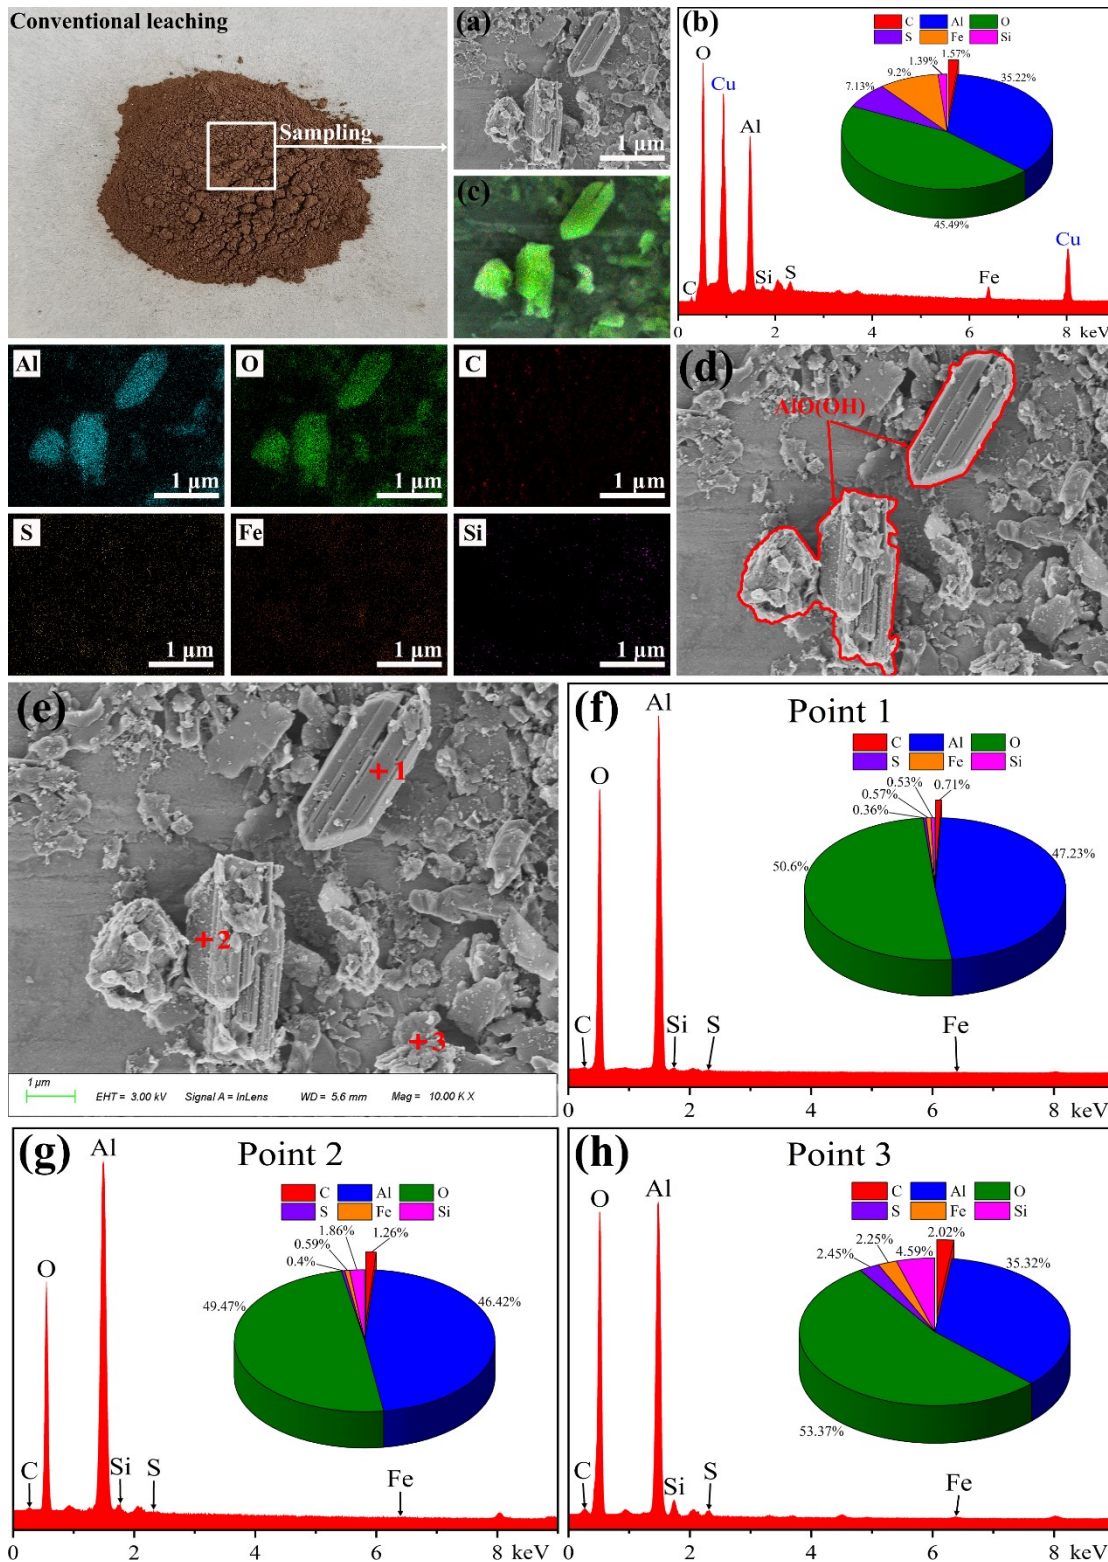 Conventional leaching
Sampling
(a)
1 µm
(b)
C Al O
S Fe Si
1.39%
1.57%
9.2%
7.13%
35.22%
45.49%
O
Cu
Al
Si
S
C
Fe
Cu
0 2 4 6 8 keV
(c)
Al
1 µm
O
1 µm
C
1 µm
S
1 µm
Fe
1 µm
Si
1 µm
(d)
AlO(OH)
(e)
+1
+2
+3
1 µm
EHT = 3.00 kV Signal A = InLens WD = 5.6 mm Mag = 10.00 K X
(f)
Point 1
C Al O
S Fe Si
0.53%
0.71%
0.57%
0.36%
50.6%
47.23%
Al
O
C
Si
S
Fe
0 2 4 6 8 keV
(g)
Point 2
C Al O
S Fe Si
1.86%
1.26%
0.59%
0.4%
49.47%
46.42%
Al
O
C
Si
S
Fe
0 2 4 6 8 keV
(h)
Point 3
C Al O
S Fe Si
2.25%
4.59%
2.02%
2.45%
35.32%
53.37%
O
Al
C
Si
S
Fe
0 2 4 6 8 keV